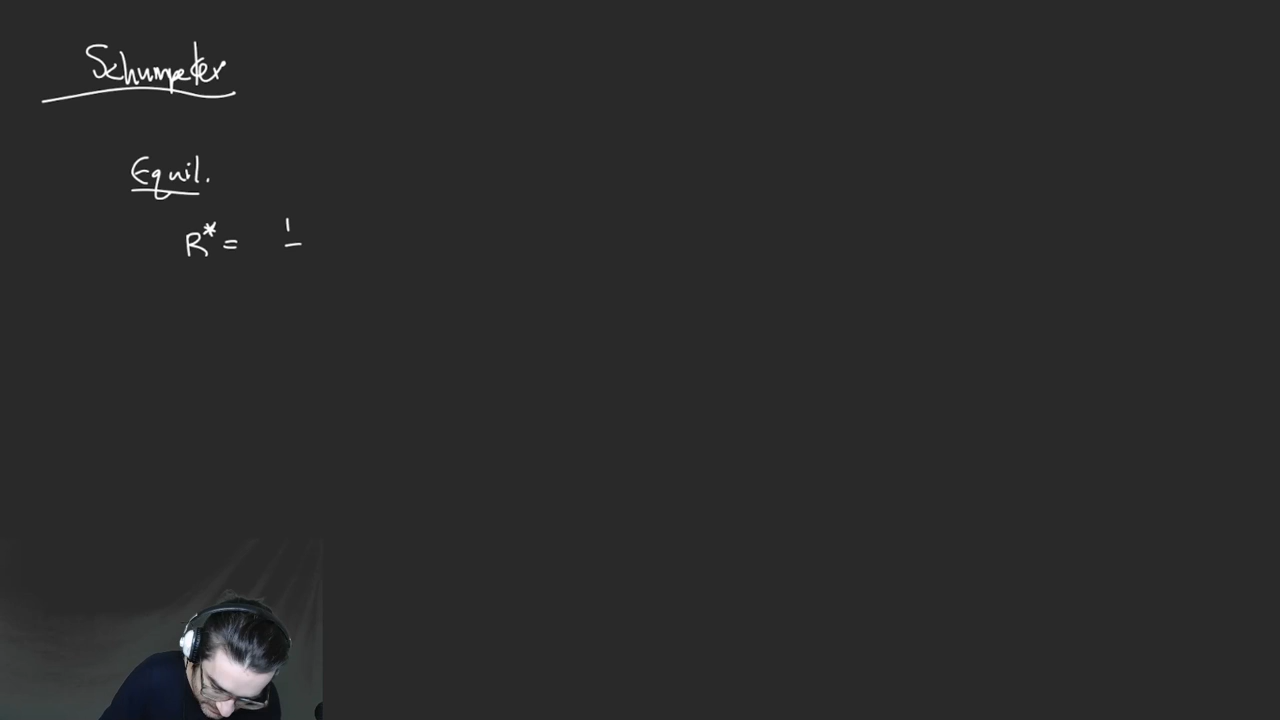 Schumpeter
Equil.
R* = 1/